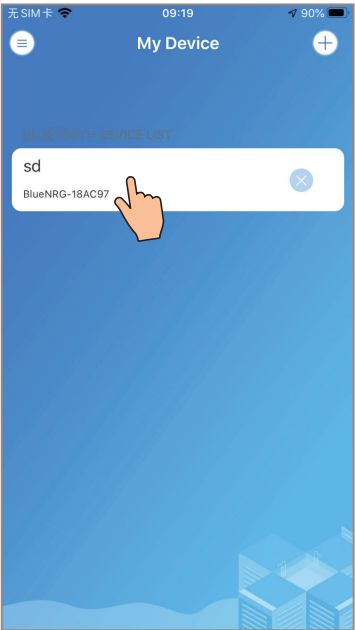 无SIM卡 09:19 90%
My Device
BLUETOOTH DEVICE LIST
sd
BlueNRG-18AC97